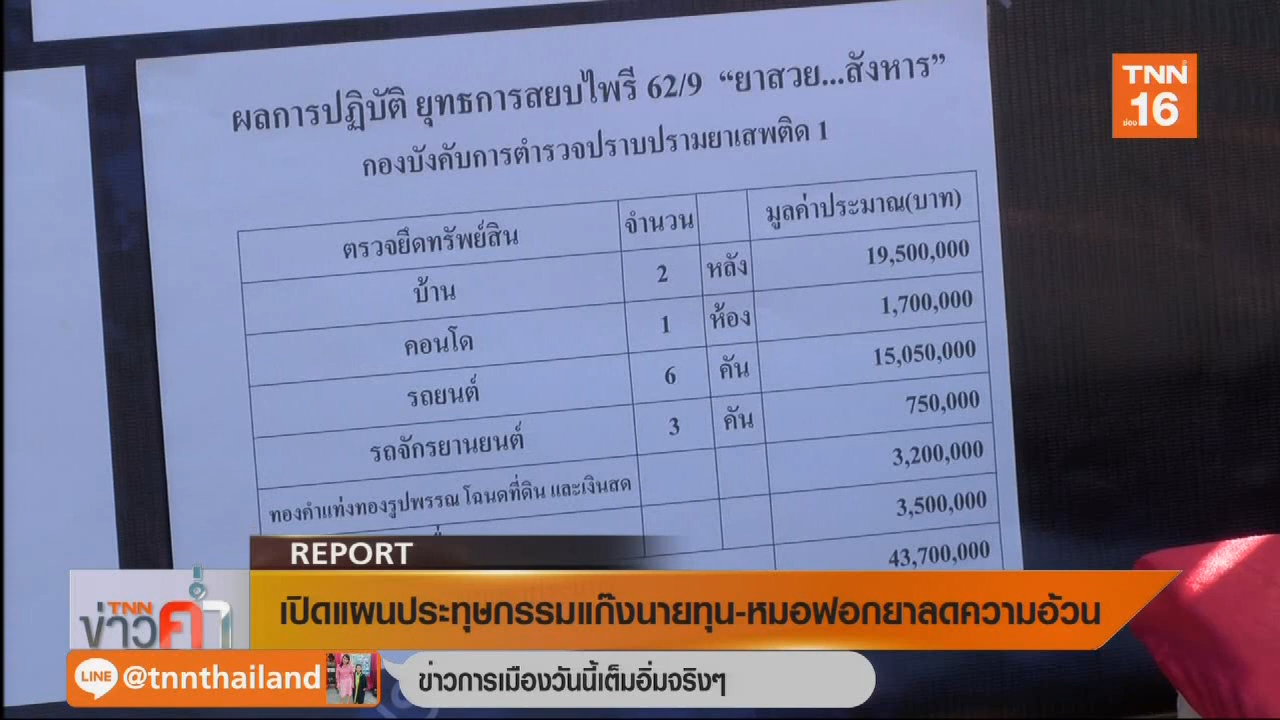 ผลการปฏิบัติ ยุทธการสยบไพรี 62/9 “ยาสวย...สังหาร”
กองบังคับการตำรวจปราบปรามยาเสพติด 1
ตรวจยึดทรัพย์สิน จำนวน มูลค่าประมาณ(บาท)
บ้าน 2 หลัง 19,500,000
คอนโด 1 ห้อง 1,700,000
รถยนต์ 6 คัน 15,050,000
รถจักรยานยนต์ 3 คัน 750,000
ทองคำแท่งทองรูปพรรณ โฉนดที่ดิน และเงินสด 3,200,000
3,500,000
43,700,000
TNN
ช่อง 16
REPORT
TNN ข่าวค่ำ
เปิดแผนประทุษกรรมแก๊งนายทุน-หมอฟอกยาลดความอ้วน
LINE @tnnthailand
ข่าวการเมืองวันนี้เต็มอิ่มจริงๆ